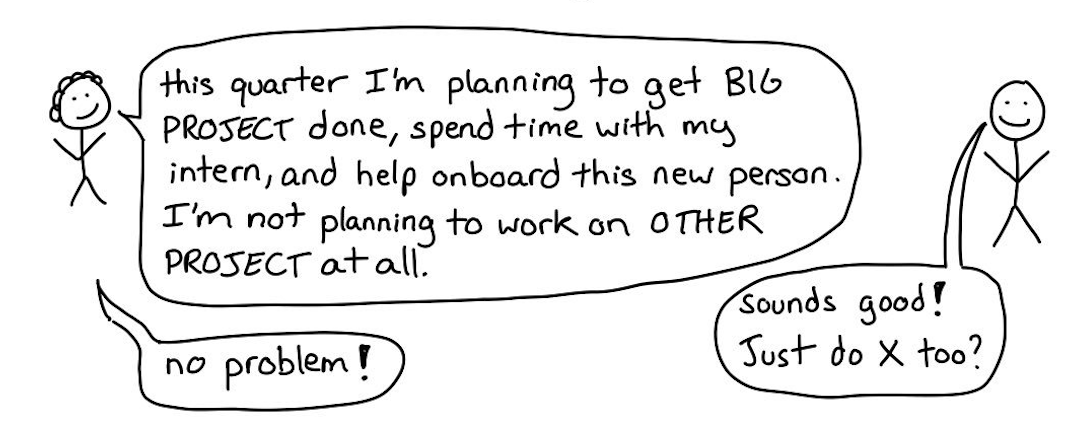 this quarter I'm planning to get BIG
PROJECT done, spend time with my
intern, and help onboard this new person.
I'm not planning to work on OTHER
PROJECT at all.
sounds good!
Just do X too?
no problem!